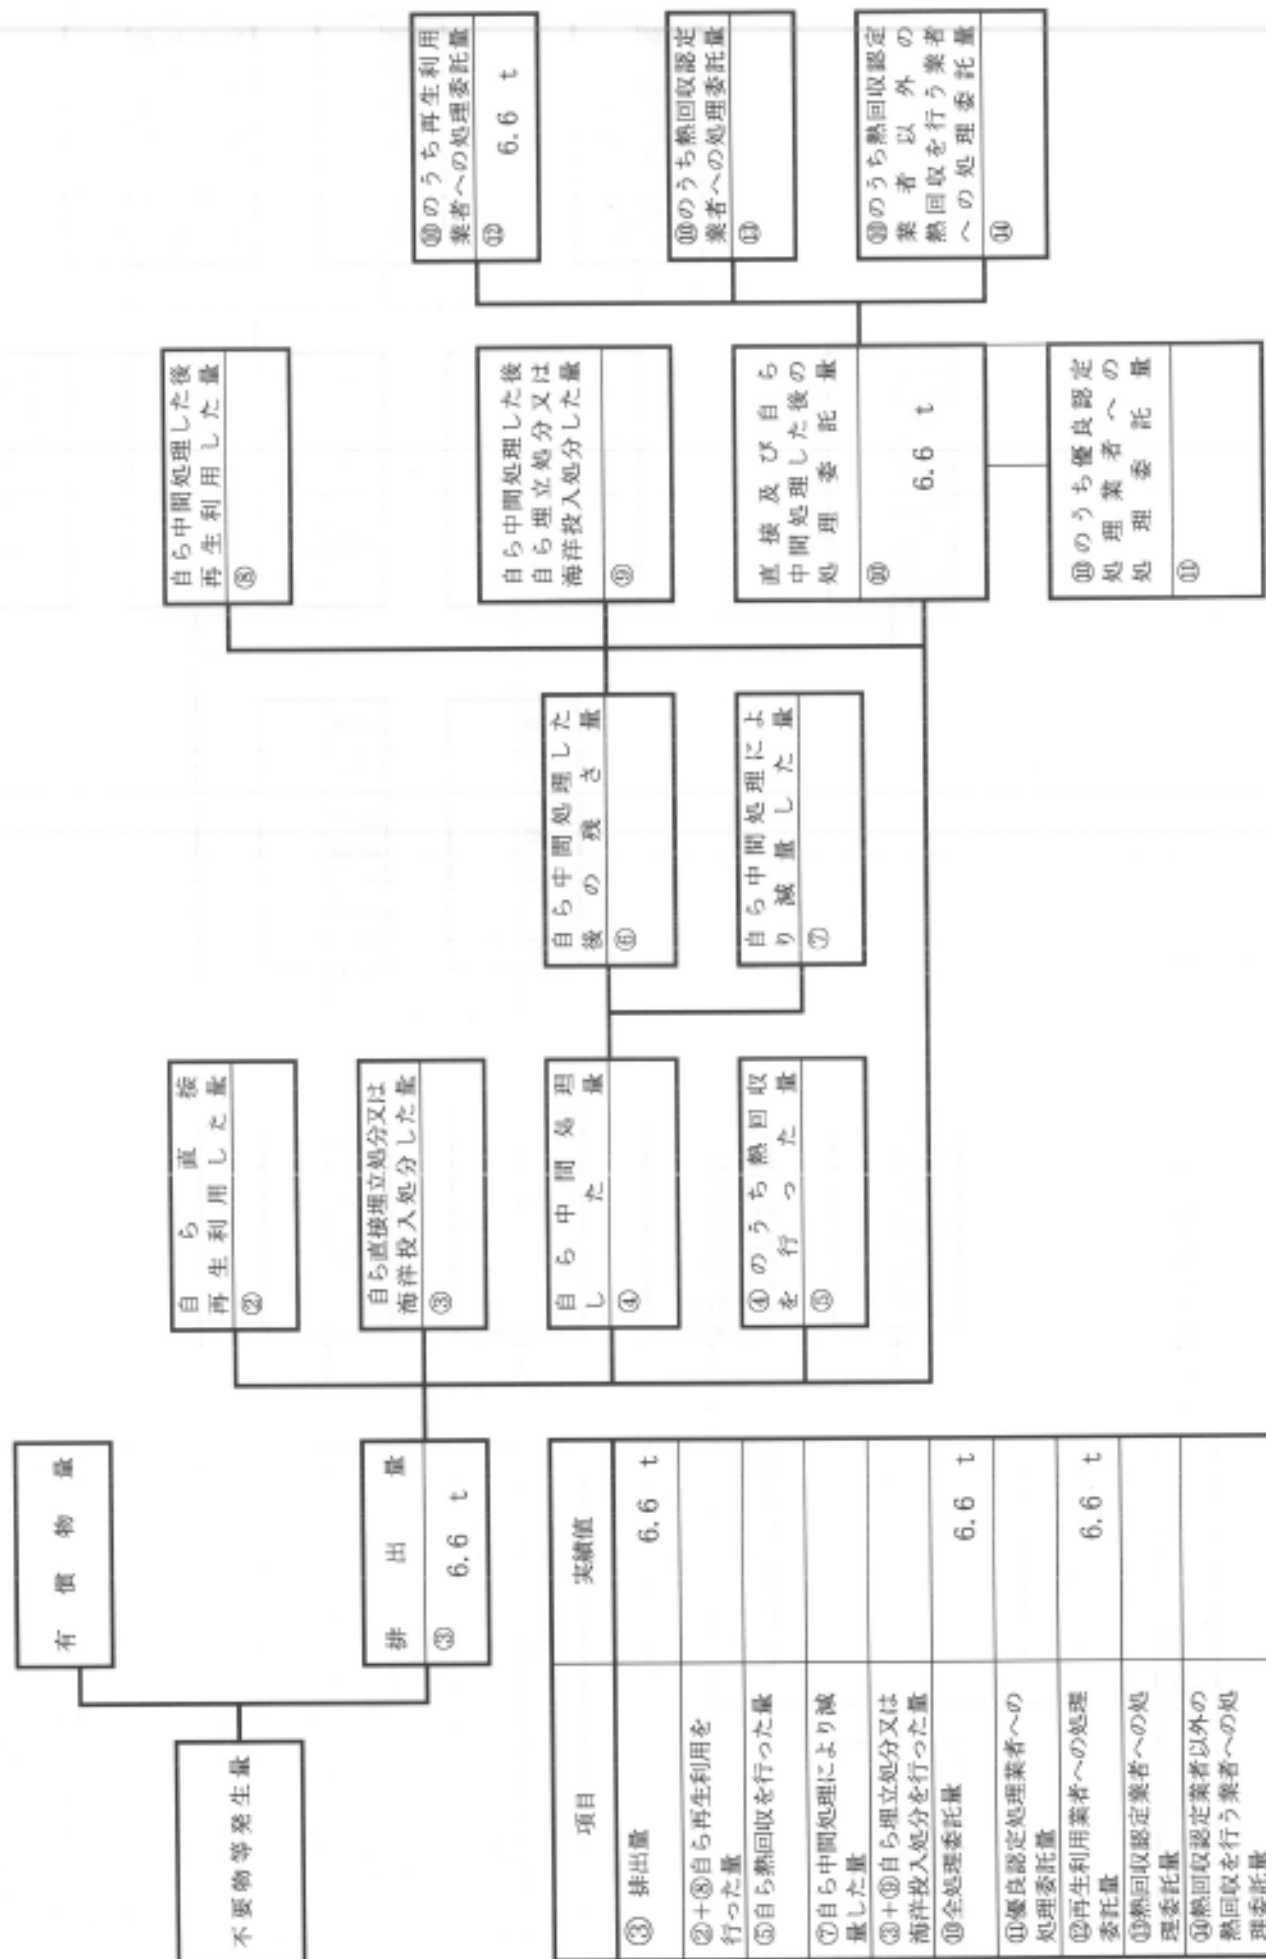 不要物等発生量
有償物量
排出量
③ 6.6 t
自ら直接
再生利用した量
②
自ら直接埋立処分又は
海洋投入処分した量
③
自ら中間処理
した量
④
④のうち熱回収
を行った量
⑤
自ら中間処理した
後の残さ量
⑥
自ら中間処理によ
り減量した量
⑦
自ら中間処理した後
再生利用した量
⑧
自ら中間処理した後
自ら埋立処分又は
海洋投入処分した量
⑨
直接及び自ら
中間処理した後の
処理委託量
⑩ 6.6 t
⑩のうち優良認定
処理業者への
処理委託量
⑪
⑩のうち再生利用
業者への処理委託量
⑫ 6.6 t
⑩のうち熱回収認定
業者への処理委託量
⑬
⑩のうち熱回収認定
業者以外の
熱回収を行う業者
への処理委託量
⑭
項目 実績値
③ 排出量 6.6 t
②+⑧自ら再生利用を
行った量
⑤自ら熱回収を行った量
⑦自ら中間処理により減
量した量
③+⑨自ら埋立処分又は
海洋投入処分を行った量
⑩全処理委託量 6.6 t
⑪優良認定処理業者への
処理委託量
⑫再生利用業者への処理
委託量 6.6 t
⑬熱回収認定業者への処
理委託量
⑭熱回収認定業者以外の
熱回収を行う業者への処
理委託量